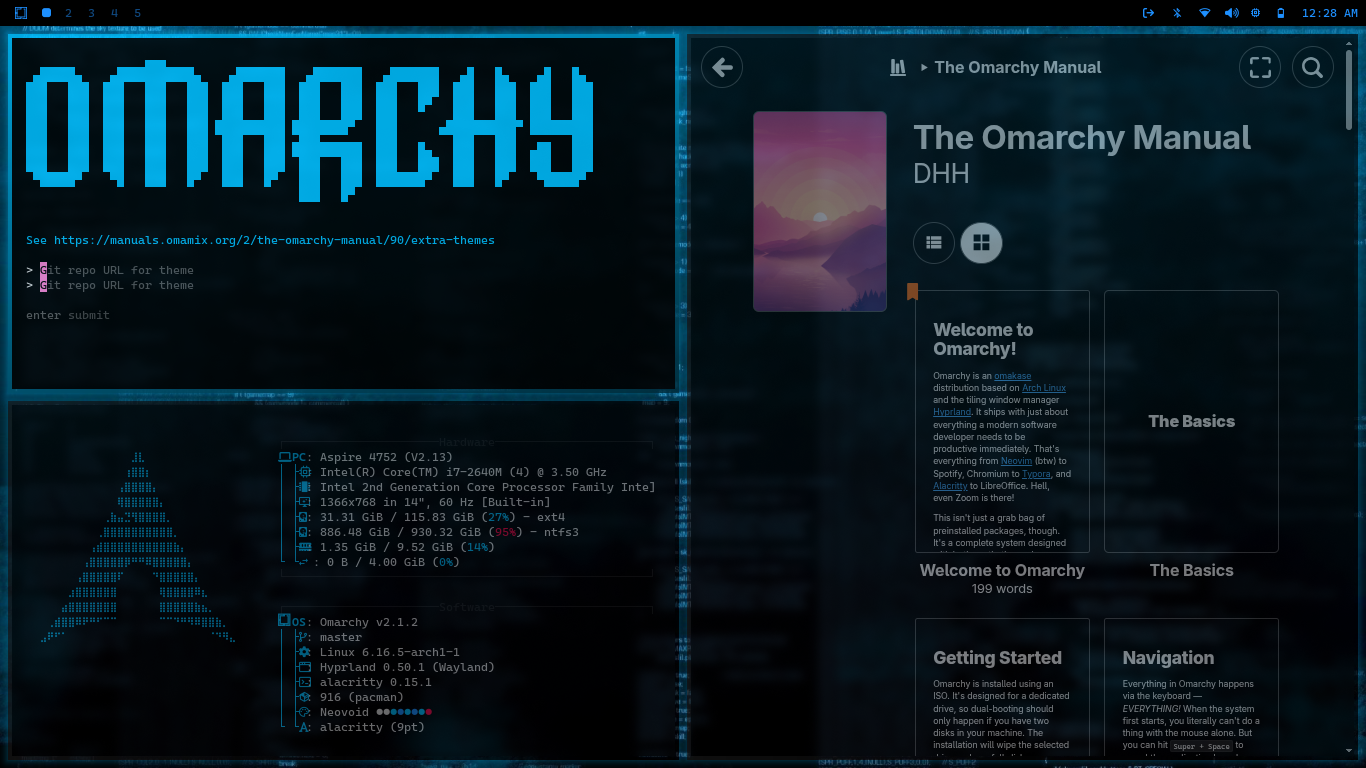 2 3 4 5
12:28 AM
OMARCHY
See https://manuals.omamix.org/2/the-omarchy-manual/90/extra-themes
> Git repo URL for theme
> Git repo URL for theme
enter submit
Hardware
PC: Aspire 4752 (V2.13)
: Intel(R) Core(TM) i7-2640M (4) @ 3.50 GHz
: Intel 2nd Generation Core Processor Family Inte]
: 1366x768 in 14", 60 Hz [Built-in]
: 31.31 GiB / 115.83 GiB (27%) - ext4
: 886.48 GiB / 930.32 GiB (95%) - ntfs3
: 1.35 GiB / 9.52 GiB (14%)
: 0 B / 4.00 GiB (0%)
Software
OS: Omarchy v2.1.2
: master
: Linux 6.16.5-arch1-1
: Hyprland 0.50.1 (Wayland)
: alacritty 0.15.1
: 916 (pacman)
: Neovoid
: alacritty (9pt)
The Omarchy Manual
The Omarchy Manual
DHH
Welcome to
Omarchy!
Omarchy is an omakase
distribution based on Arch Linux
and the tiling window manager
Hyprland. It ships with just about
everything a modern software
developer needs to be
productive immediately. That's
everything from Neovim (btw) to
Spotify, Chromium to Typora, and
Alacritty to LibreOffice. Hell,
even Zoom is there!
This isn't just a grab bag of
preinstalled packages, though.
It's a complete system designed
The Basics
Welcome to Omarchy
199 words
The Basics
Getting Started
Omarchy is installed using an
ISO. It's designed for a dedicated
drive, so dual-booting should
only happen if you have two
disks in your machine. The
installation will wipe the selected
Navigation
Everything in Omarchy happens
via the keyboard —
EVERYTHING! When the system
first starts, you literally can't do a
thing with the mouse alone. But
you can hit Super + Space to